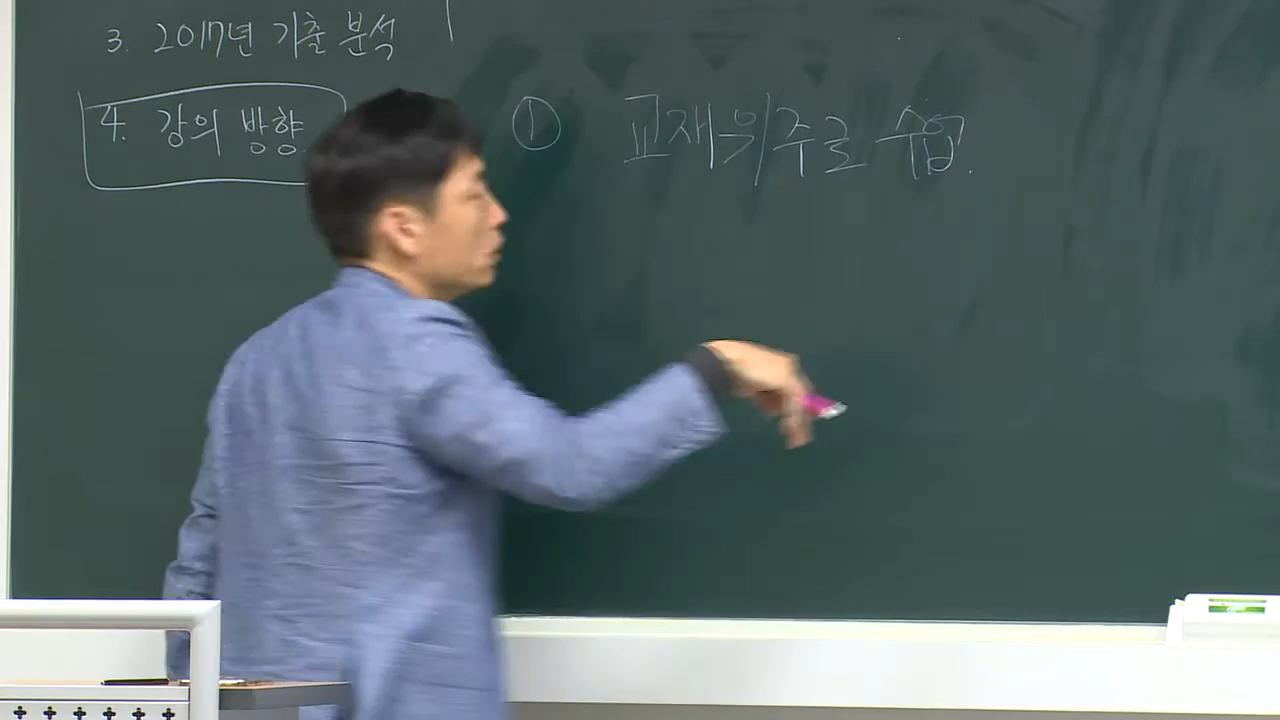 3. 2017년 기출 분석
4. 강의 방향
① 교재위주로 수업.